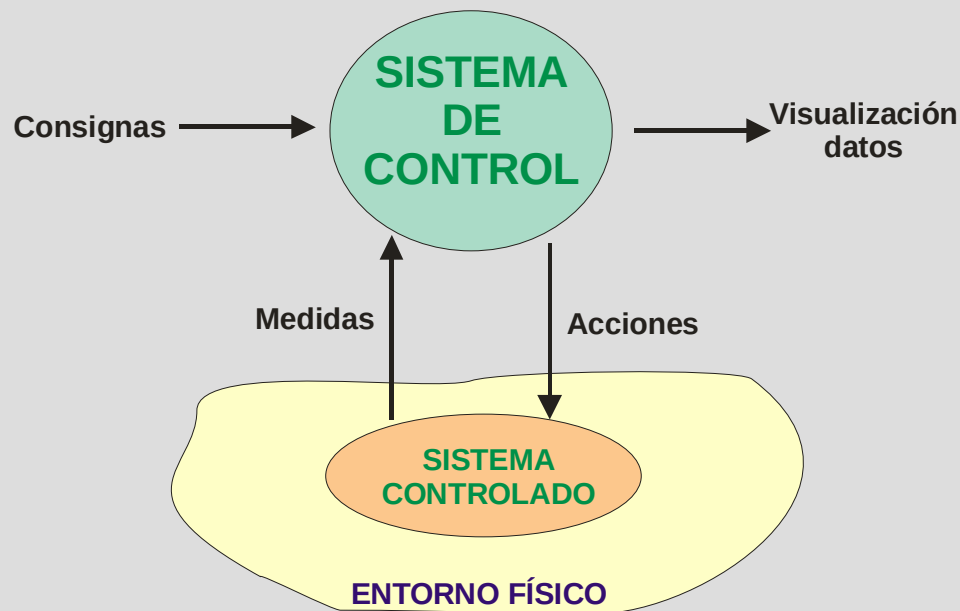 SISTEMA
DE
CONTROL
Consignas
Visualización
datos
Medidas
Acciones
SISTEMA
CONTROLADO
ENTORNO FÍSICO